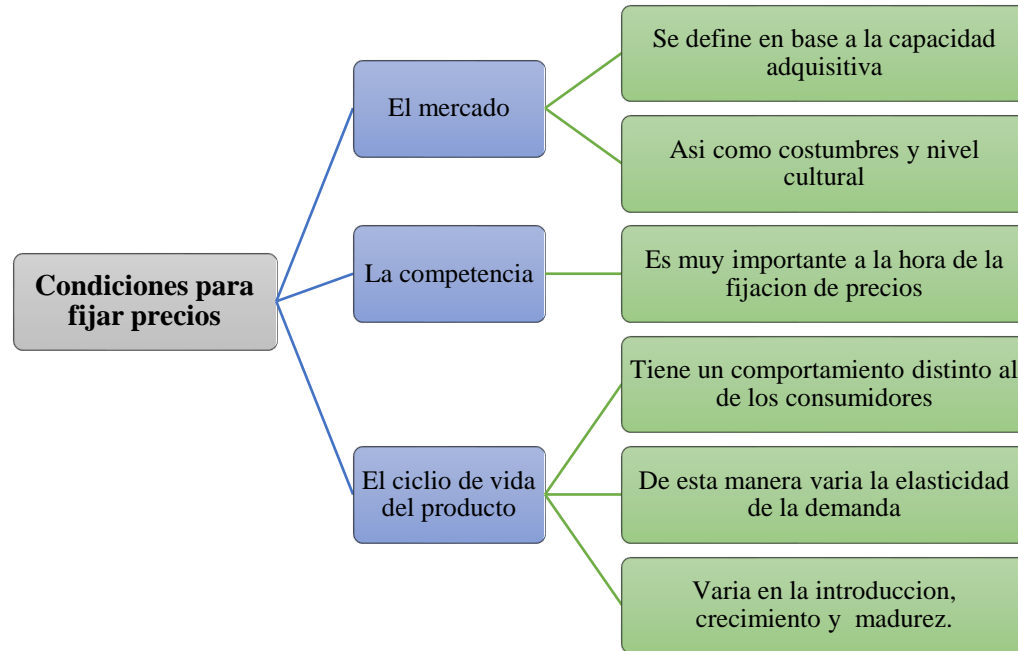 Condiciones para
fijar precios
El mercado
Se define en base a la capacidad
adquisitiva
Asi como costumbres y nivel
cultural
La competencia
Es muy importante a la hora de la
fijacion de precios
El ciclio de vida
del producto
Tiene un comportamiento distinto al
de los consumidores
De esta manera varia la elasticidad
de la demanda
Varia en la introduccion,
crecimiento y  madurez.